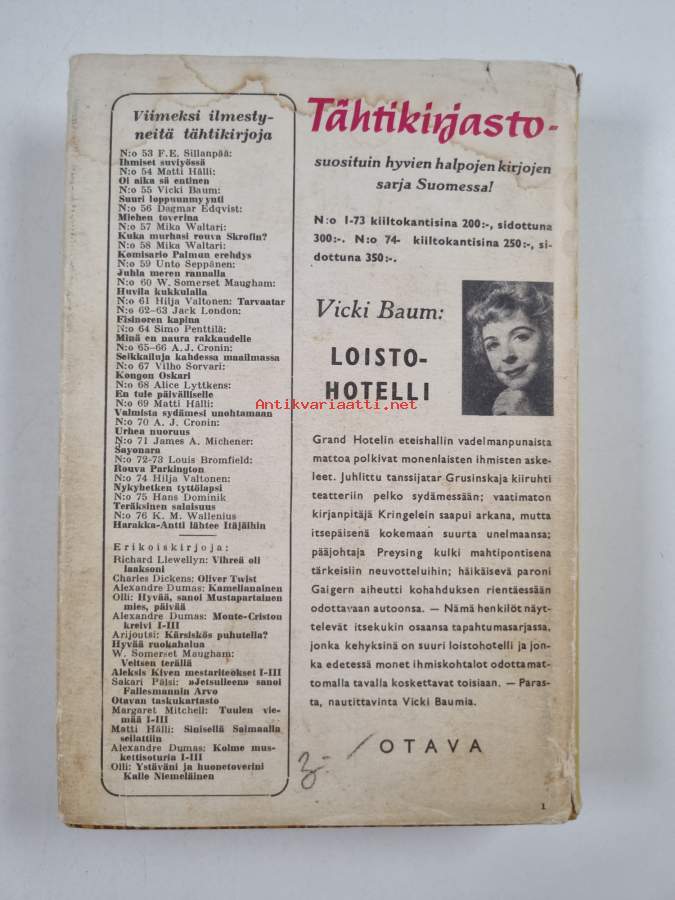 Viimeksi ilmesty-
neitä tähtikirjoja
N:o 53 F.E. Sillanpää:
Ihmiset suviyössä
N:o 54 Matti Hälli:
Oi aika sä entinen
N:o 55 Vicki Baum:
Suuri loppuunmyynti
N:o 56 Dagmar Edqvist:
Miehen toverina
N:o 57 Mika Waltari:
Kuka murhasi rouva Skrofin?
N:o 58 Mika Waltari:
Komisario Palmun erehdys
N:o 59 Unto Seppänen:
Juhla meren rannalla
N:o 60 W. Somerset Maugham:
Huvila kukkulalla
N:o 61 Hilja Valtonen: Tarvaatar
N:o 62-63 Jack London:
Elsinoren kapina
N:o 64 Simo Penttilä:
Minä en naura rakkaudelle
N:o 65-66 A.J. Cronin:
Seikkailuja kahdessa maailmassa
N:o 67 Vilho Sorvari:
Kongon Oskari
N:o 68 Alice Lyttkens:
En tule päivälliselle
N:o 69 Matti Hälli:
Valmista sydämesi unohtamaan
N:o 70 A. J. Cronin:
Urhea nuoruus
N:o 71 James A. Michener:
Sayonara
N:o 72-73 Louis Bromfield:
Rouva Parkington
N:o 74 Hilja Valtonen:
Nykyhetken tyttölapsi
N:o 75 Hans Dominik
Teräksinen salaisuus
N:o 76 K. M. Wallenius
Harakka-Antti lähtee Itäjäihin
Erikoiskirjoja:
Richard Llewellyn: Vihreä oli
laaksoni
Charles Dickens: Oliver Twist
Alexandre Dumas: Kamelianainen
Olli: Hyvää, sanoi Mustapartainen
mies, päivää
Alexandre Dumas: Monte-Criston
kreivi I-III
Arijoutsi: Kärsiskös puhutella?
Hyvää ruokahalua
W. Somerset Maugham:
Veitsen terällä
Aleksis Kiven mestariteokset I-III
Sakari Pälsi: »Jetsulleen» sanoi
Fallesmannin Arvo
Otavan taskukartasto
Margaret Mitchell: Tuulen vie-
mää I-III
Matti Hälli: Sinisellä Saimaalla
seilattiin
Alexandre Dumas: Kolme mus-
kettisoturia I-III
Olli: Ystäväni ja huonetoverini
Kalle Niemeläinen
Tähtikirjasto-
suosituin hyvien halpojen kirjojen
sarja Suomessa!
N:o 1-73 kiiltokantisina 200:-, sidottuna
300:-. N:o 74- kiiltokantisina 250:-, si-
dottuna 350:-.
Vicki Baum:
LOISTO-
HOTELLI
Antikvariaatti.net
Grand Hotelin eteishallin vadelmanpunaista
mattoa polkivat monenlaisten ihmisten aske-
leet. Juhlittu tanssijatar Grusinskaja kiiruhti
teatteriin pelko sydämessään; vaatimaton
kirjanpitäjä Kringelein saapui arkana, mutta
itsepäisenä kokemaan suurta unelmaansa;
pääjohtaja Preysing kulki mahtipontisena
tärkeisiin neuvotteluihin; häikäisevä paroni
Gaigern aiheutti kohahduksen rientäessään
odottavaan autoonsa. — Nämä henkilöt näyt-
televät itsekukin osaansa tapahtumasarjassa,
jonka kehyksinä on suuri loistohotelli ja jon-
ka edetessä monet ihmiskohtalot odottamat-
tomalla tavalla koskettavat toisiaan. — Paras-
ta, nautittavinta Vicki Baumia.
3-
OTAVA
1